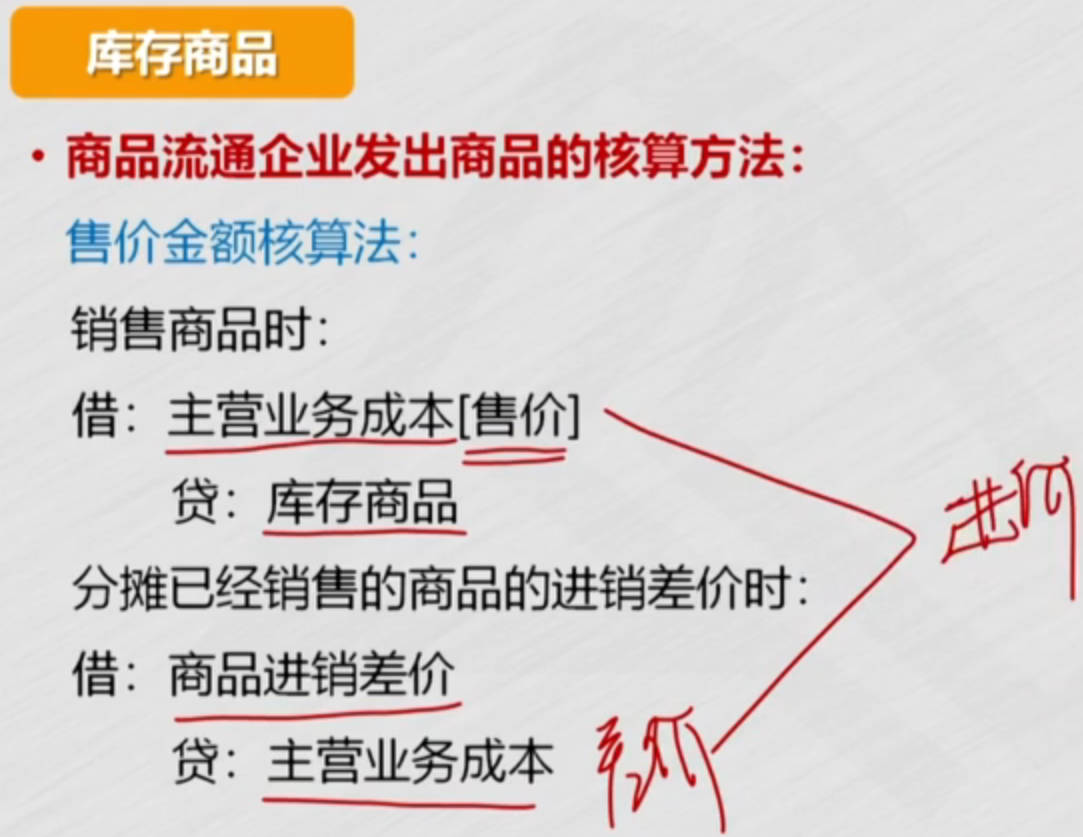 库存商品
• 商品流通企业发出商品的核算方法：
售价金额核算法：
销售商品时：
借：主营业务成本[售价]
贷：库存商品
进价
分摊已经销售的商品的进销差价时：
借：商品进销差价
贷：主营业务成本 差价